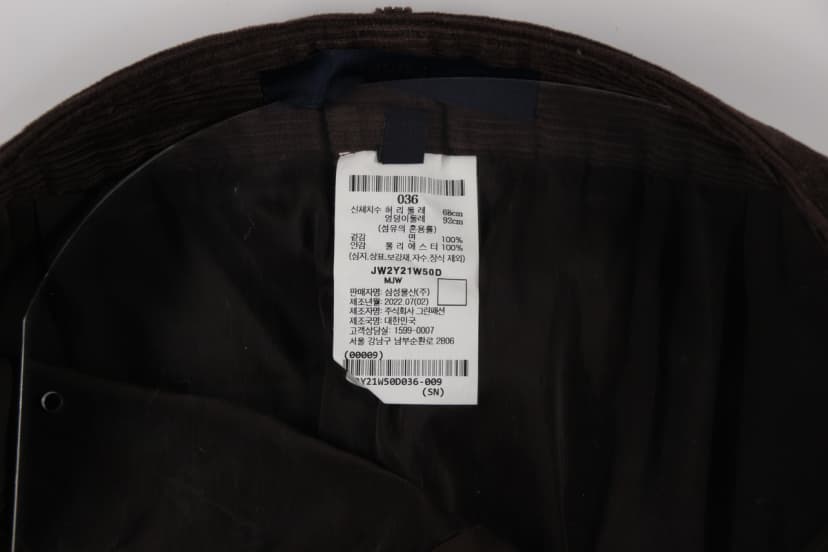 036
신체치수 허 리 둘 레 68cm
엉덩이둘레 92cm
(섬유의 혼용률)
겉감 면 100%
안감 폴 리 에 스 터 100%
(심지,상표,보강재,자수,장식 제외)
JW2Y21W50D
MJW
판매자명: 삼성물산(주)
제조년월: 2022.07(02)
제조자명: 주식회사 그린패션
제조국명: 대한민국
고객상담실: 1599-0007
서울 강남구 남부순환로 2806
(00009)
2Y21W50D036-009
(SN)